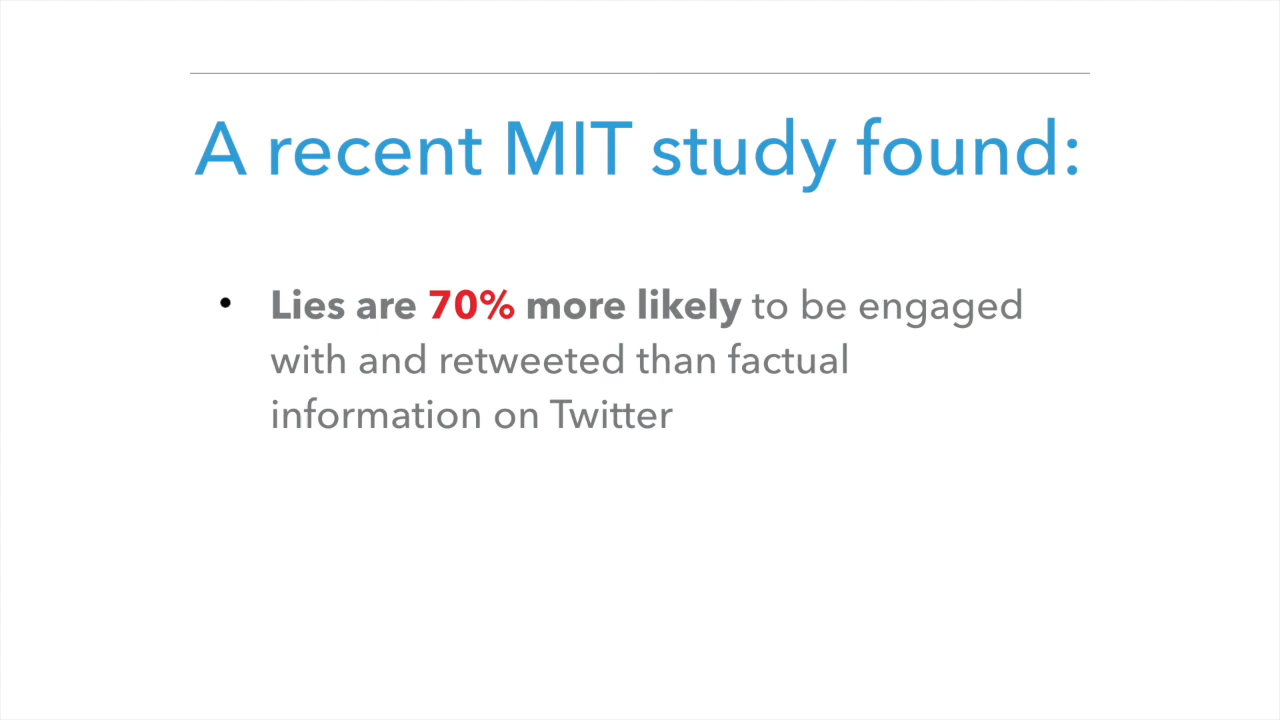 A recent MIT study found:
• Lies are 70% more likely to be engaged
with and retweeted than factual
information on Twitter